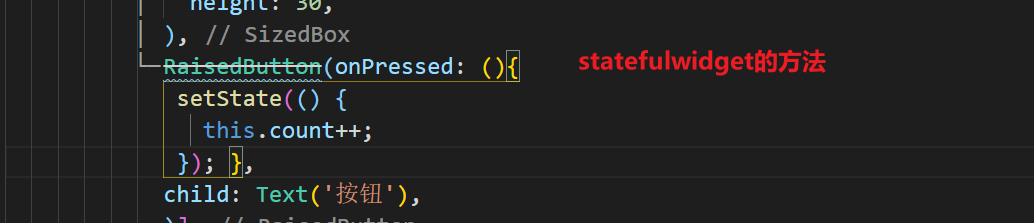 height: 30,
), // SizedBox
RaisedButton(onPressed: (){ statefulwidget的方法
setState(() {
this.count++;
}); },
child: Text('按钮'),
)], // RaisedButton